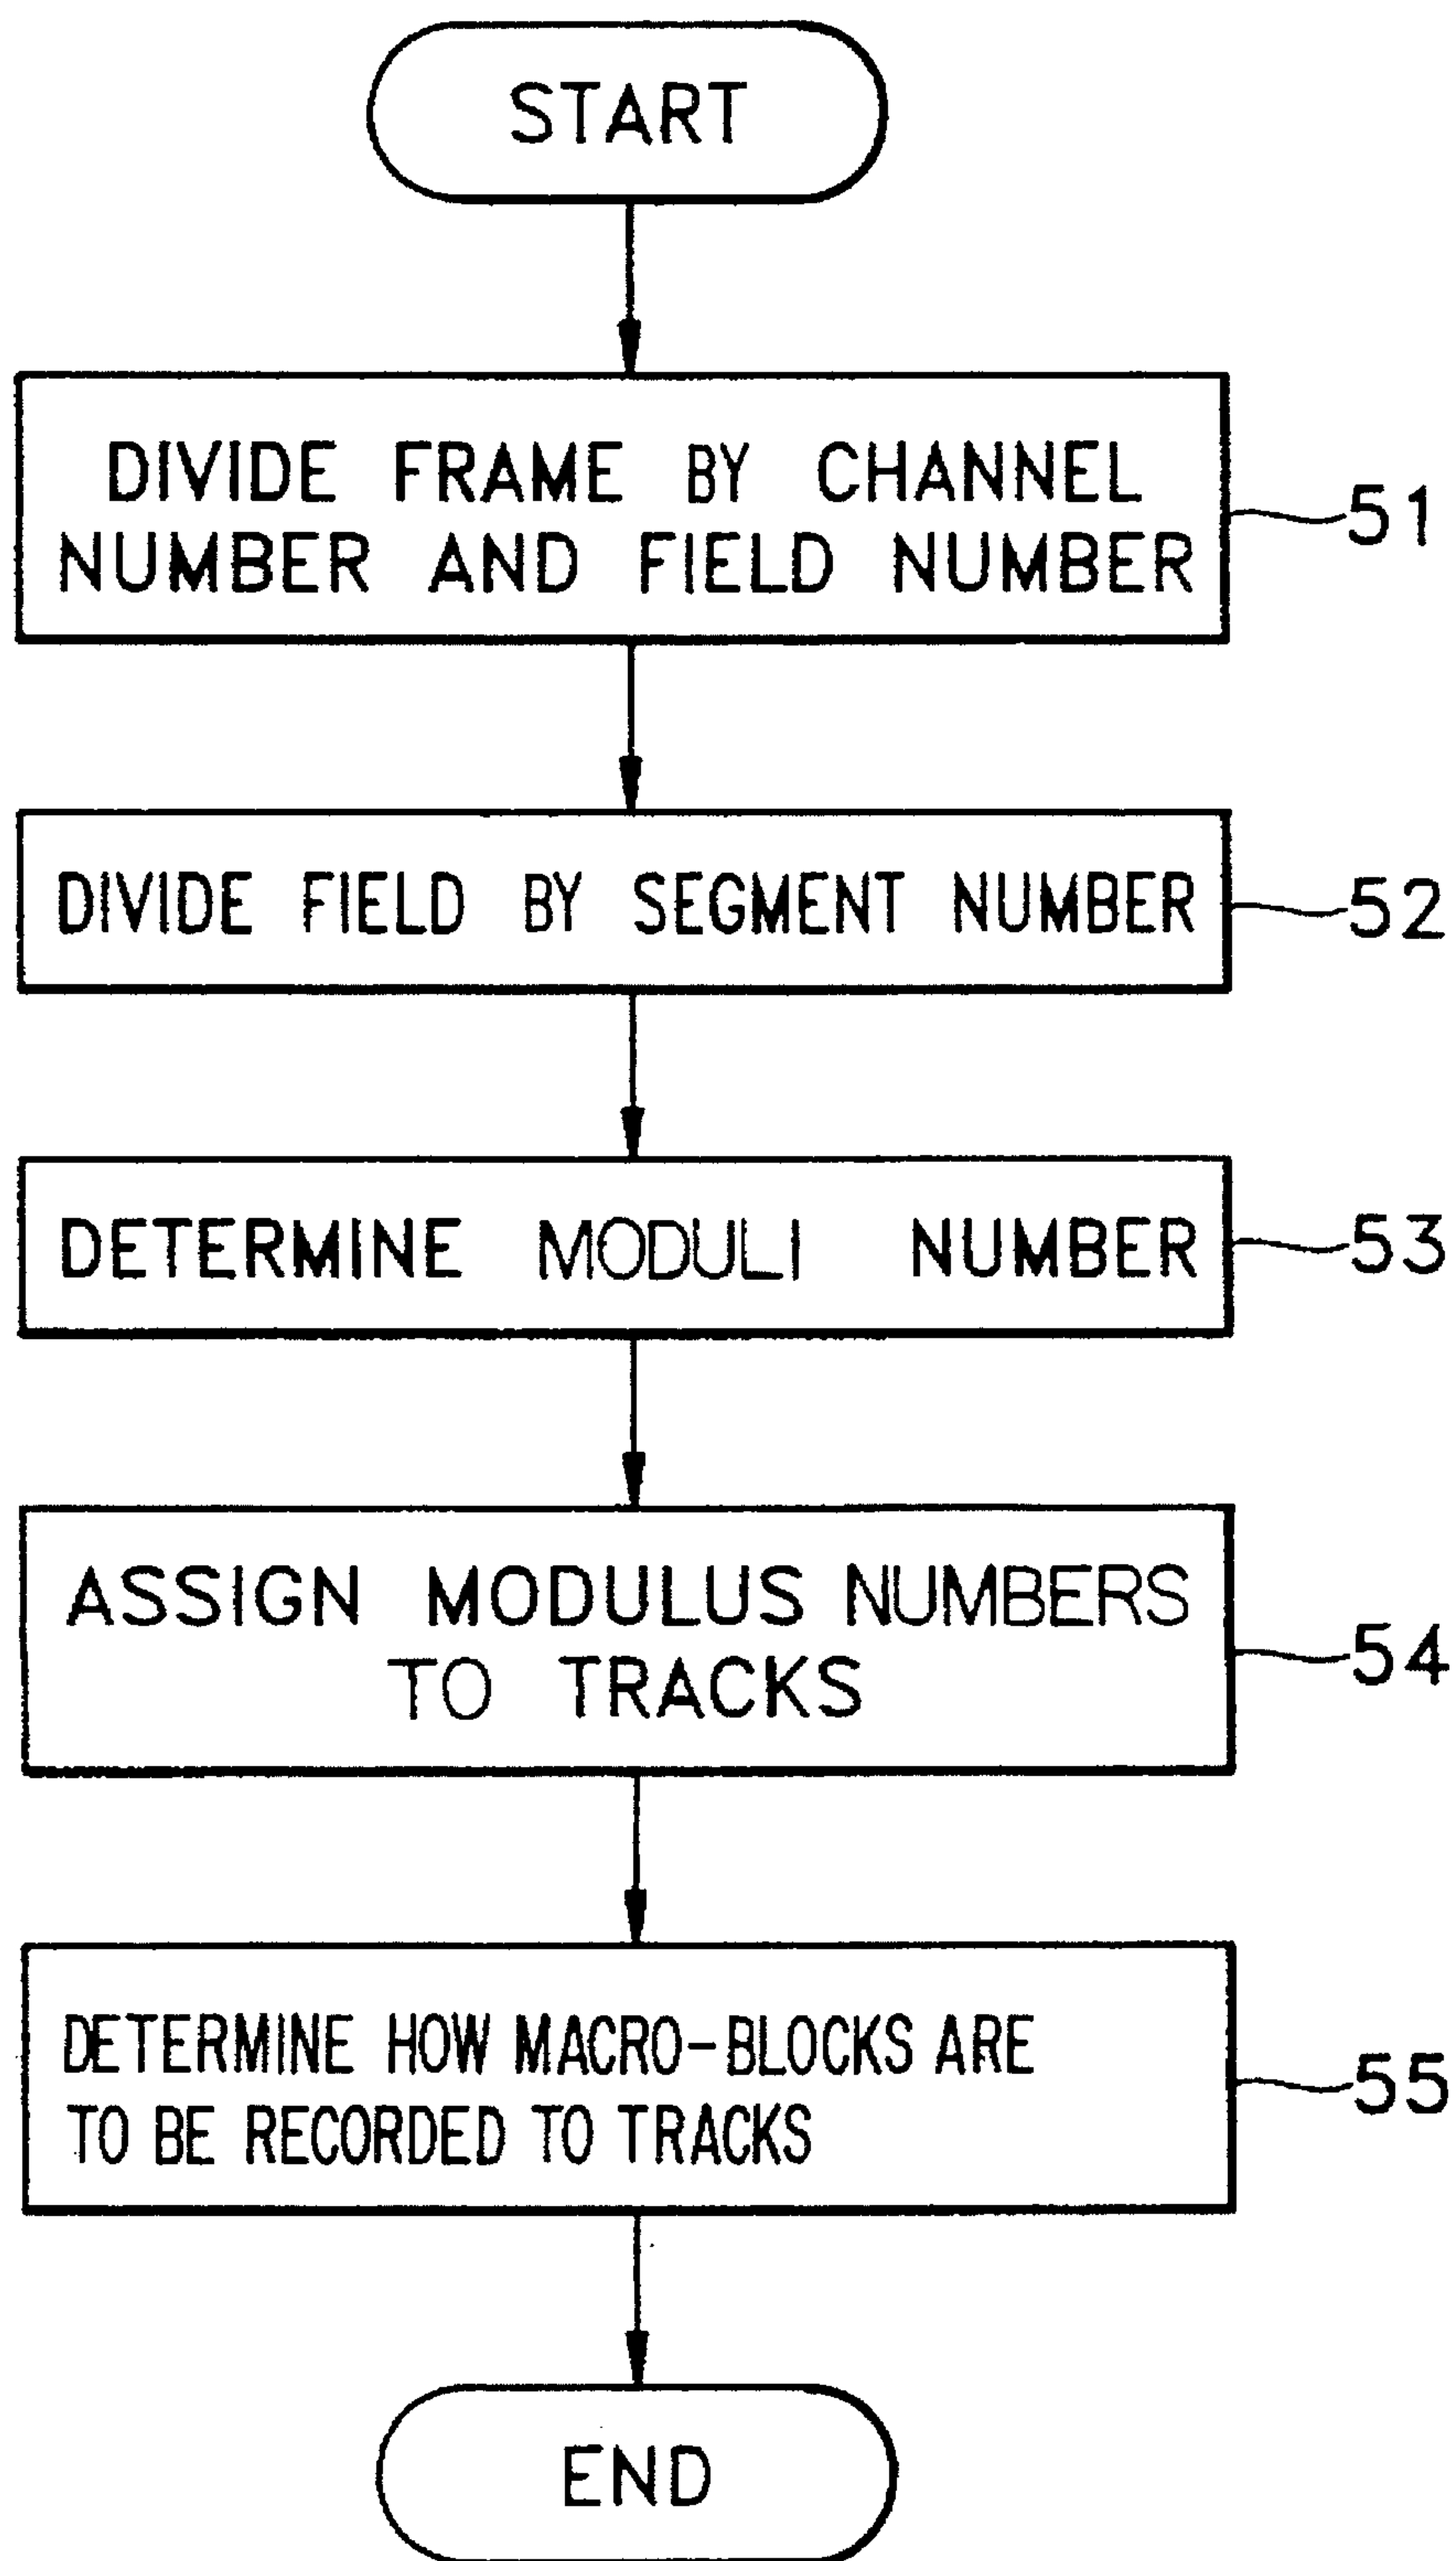 START
DIVIDE FRAME BY CHANNEL
NUMBER AND FIELD NUMBER
51
DIVIDE FIELD BY SEGMENT NUMBER
52
DETERMINE MODULI NUMBER
53
ASSIGN MODULUS NUMBERS
TO TRACKS
54
DETERMINE HOW MACRO-BLOCKS ARE
TO BE RECORDED TO TRACKS
55
END